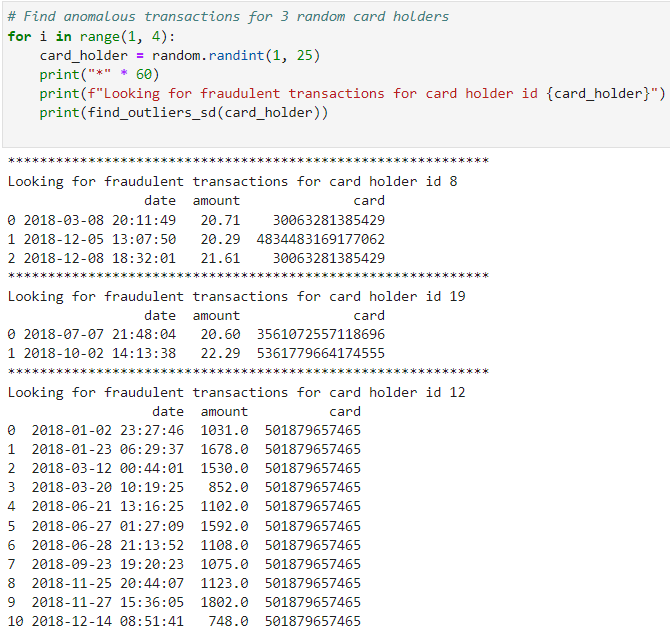 # Find anomalous transactions for 3 random card holders
for i in range(1, 4):
    card_holder = random.randint(1, 25)
    print("*" * 60)
    print(f"Looking for fraudulent transactions for card holder id {card_holder}")
    print(find_outliers_sd(card_holder))
************************************************************
Looking for fraudulent transactions for card holder id 8
                 date  amount              card
0 2018-03-08 20:11:49   20.71    30063281385429
1 2018-12-05 13:07:50   20.29  4834483169177062
2 2018-12-08 18:32:01   21.61    30063281385429
************************************************************
Looking for fraudulent transactions for card holder id 19
                 date  amount              card
0 2018-07-07 21:48:04   20.60  3561072557118696
1 2018-10-02 14:13:38   22.29  5361779664174555
************************************************************
Looking for fraudulent transactions for card holder id 12
                  date  amount          card
0  2018-01-02 23:27:46  1031.0  501879657465
1  2018-01-23 06:29:37  1678.0  501879657465
2  2018-03-12 00:44:01  1530.0  501879657465
3  2018-03-20 10:19:25   852.0  501879657465
4  2018-06-21 13:16:25  1102.0  501879657465
5  2018-06-27 01:27:09  1592.0  501879657465
6  2018-06-28 21:13:52  1108.0  501879657465
7  2018-09-23 19:20:23  1075.0  501879657465
8  2018-11-25 20:44:07  1123.0  501879657465
9  2018-11-27 15:36:05  1802.0  501879657465
10 2018-12-14 08:51:41   748.0  501879657465